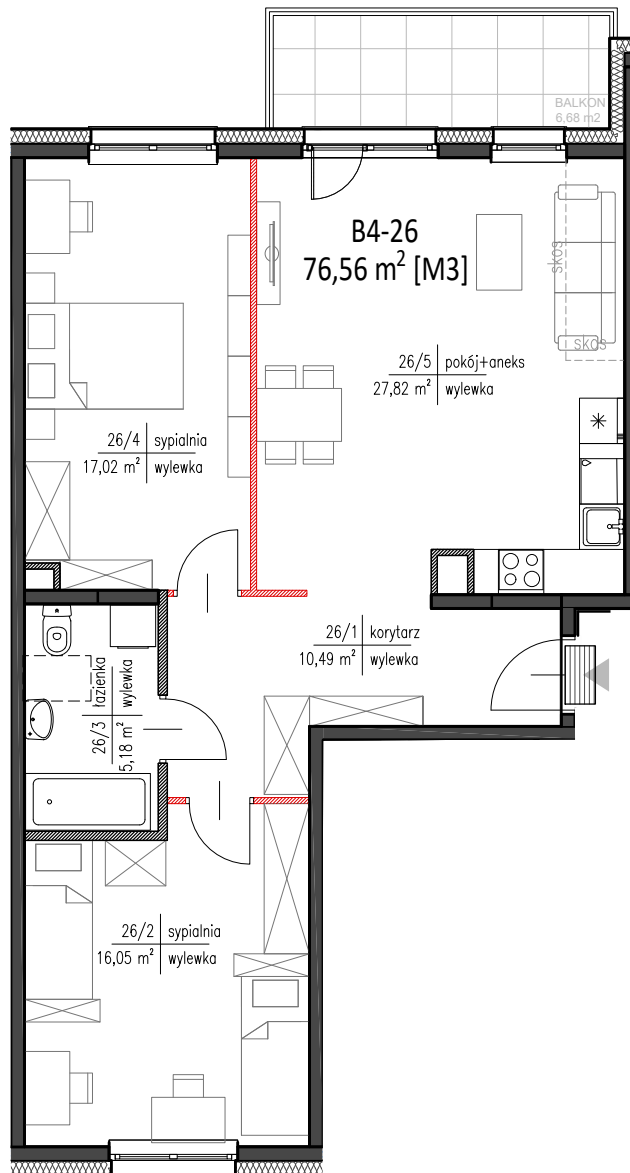 BALKON
6,68 m2
B4-26
76,56 m² [M3]
SKOS
SKOS
26/5 pokój+aneks
27,82 m² wylewka
26/4 sypialnia
17,02 m² wylewka
26/1 korytarz
10,49 m² wylewka
26/3 łazienka
5,18 m² wylewka
26/2 sypialnia
16,05 m² wylewka